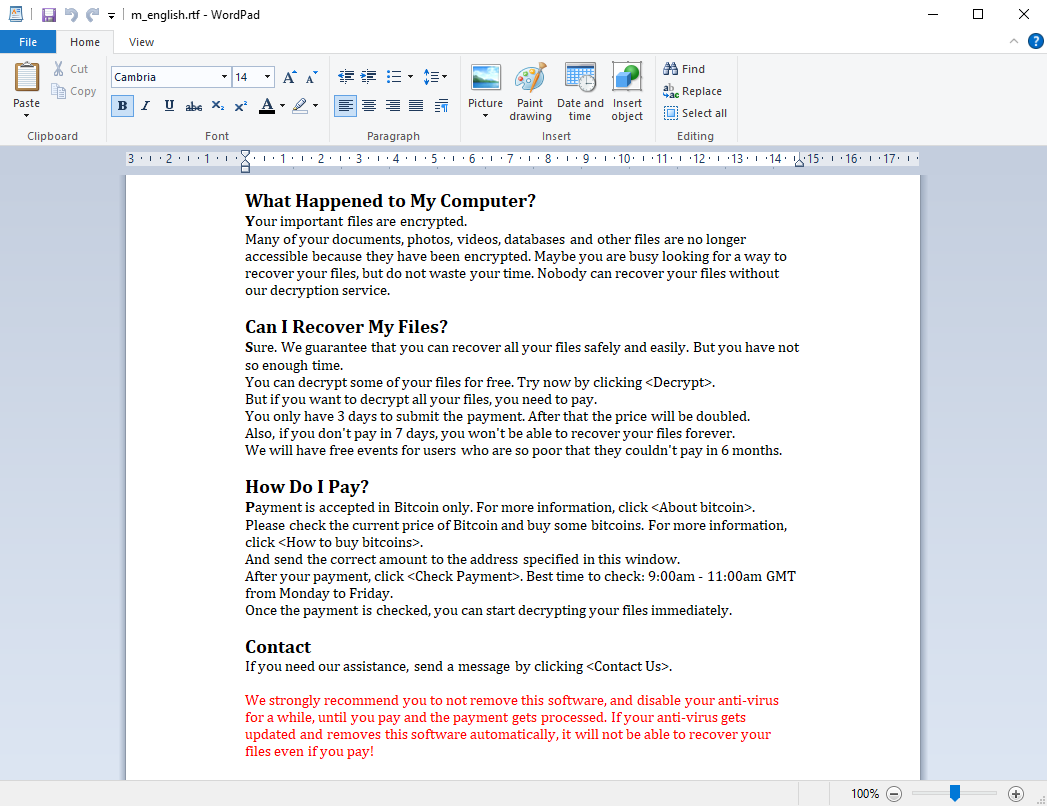 m_english.rtf - WordPad
File Home View
Paste
Cut
Copy
Clipboard
Cambria 14 A A
B I U abc X₂ X² A
Font
Paragraph
Picture
Paint drawing
Date and time
Insert object
Insert
Find
Replace
Select all
Editing
3 2 1 1 2 3 4 5 6 7 8 9 10 11 12 13 14 15 16 17
What Happened to My Computer?
Your important files are encrypted.
Many of your documents, photos, videos, databases and other files are no longer
accessible because they have been encrypted. Maybe you are busy looking for a way to
recover your files, but do not waste your time. Nobody can recover your files without
our decryption service.
Can I Recover My Files?
Sure. We guarantee that you can recover all your files safely and easily. But you have not
so enough time.
You can decrypt some of your files for free. Try now by clicking <Decrypt>.
But if you want to decrypt all your files, you need to pay.
You only have 3 days to submit the payment. After that the price will be doubled.
Also, if you don't pay in 7 days, you won't be able to recover your files forever.
We will have free events for users who are so poor that they couldn't pay in 6 months.
How Do I Pay?
Payment is accepted in Bitcoin only. For more information, click <About bitcoin>.
Please check the current price of Bitcoin and buy some bitcoins. For more information,
click <How to buy bitcoins>.
And send the correct amount to the address specified in this window.
After your payment, click <Check Payment>. Best time to check: 9:00am - 11:00am GMT
from Monday to Friday.
Once the payment is checked, you can start decrypting your files immediately.
Contact
If you need our assistance, send a message by clicking <Contact Us>.
We strongly recommend you to not remove this software, and disable your anti-virus
for a while, until you pay and the payment gets processed. If your anti-virus gets
updated and removes this software automatically, it will not be able to recover your
files even if you pay!
100%